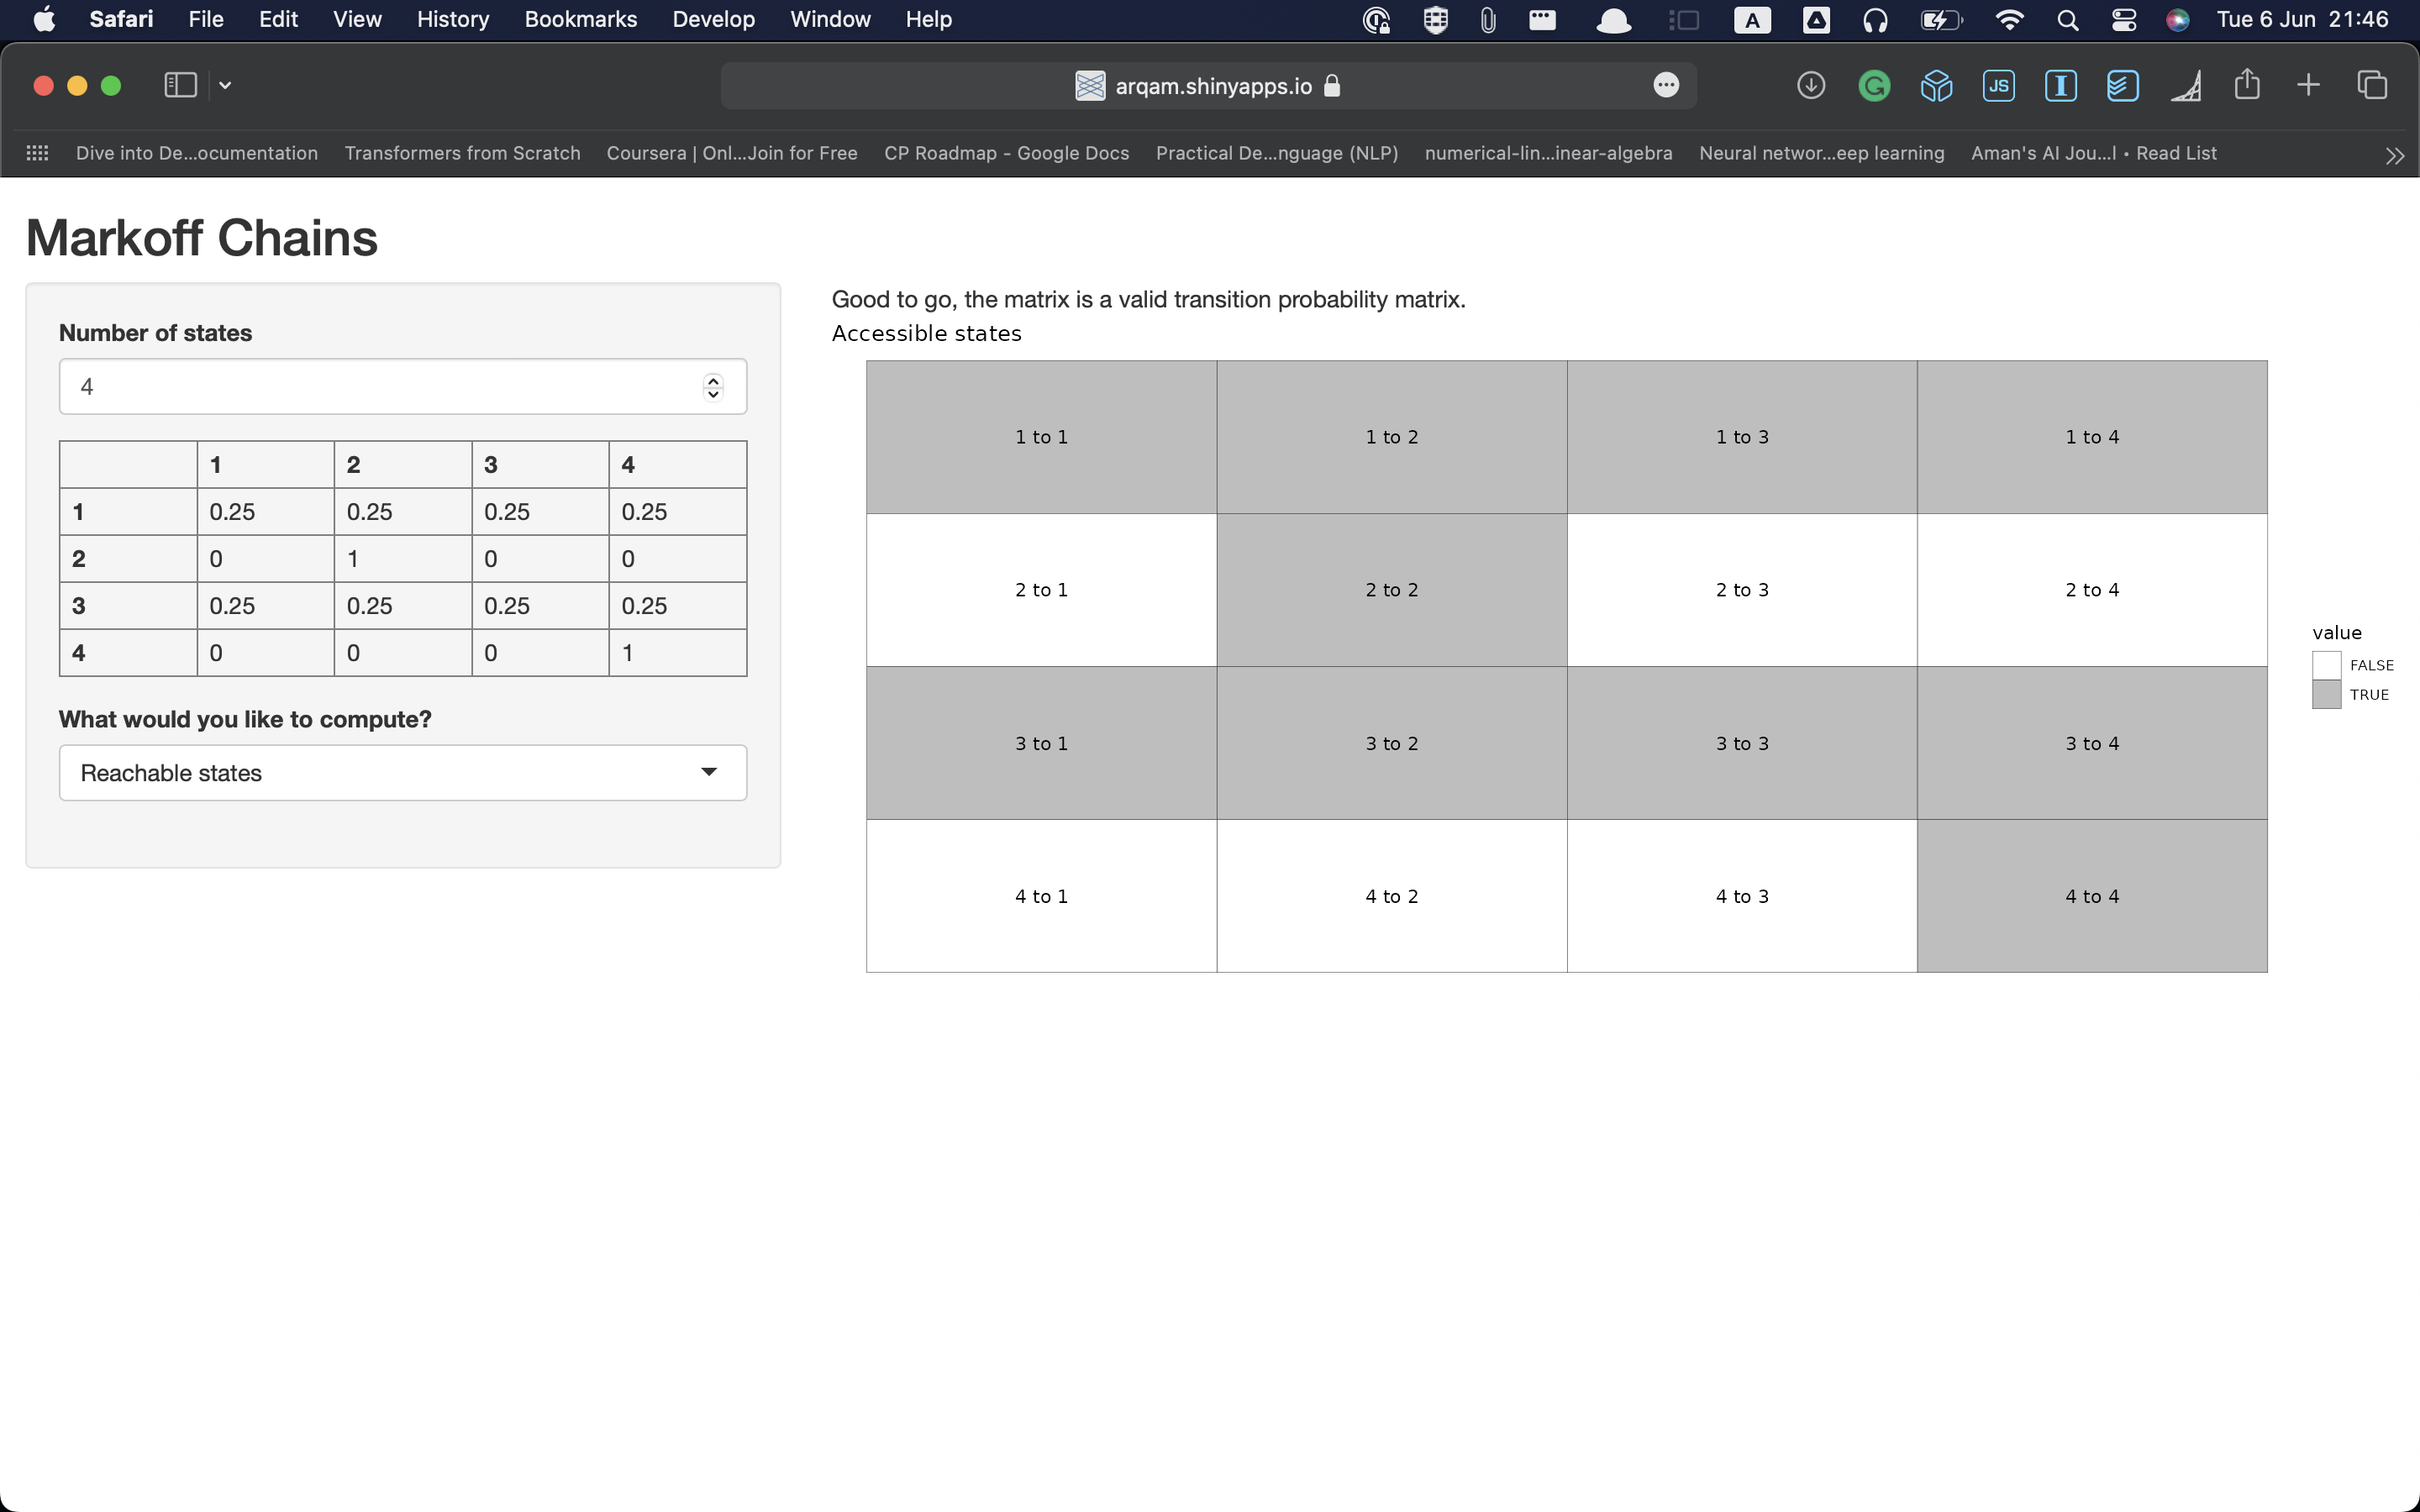 Safari File Edit View History Bookmarks Develop Window Help A Tue 6 Jun 21:46
arqam.shinyapps.io JS I
Dive into De...ocumentation Transformers from Scratch Coursera | Onl...Join for Free CP Roadmap - Google Docs Practical De...nguage (NLP) numerical-lin...inear-algebra Neural networ...eep learning Aman's AI Jou...l • Read List
Markoff Chains
Number of states
4
1 2 3 4
1 0.25 0.25 0.25 0.25
2 0 1 0 0
3 0.25 0.25 0.25 0.25
4 0 0 0 1
What would you like to compute?
Reachable states
Good to go, the matrix is a valid transition probability matrix.
Accessible states
1 to 1 1 to 2 1 to 3 1 to 4
2 to 1 2 to 2 2 to 3 2 to 4
3 to 1 3 to 2 3 to 3 3 to 4
4 to 1 4 to 2 4 to 3 4 to 4
value
FALSE
TRUE